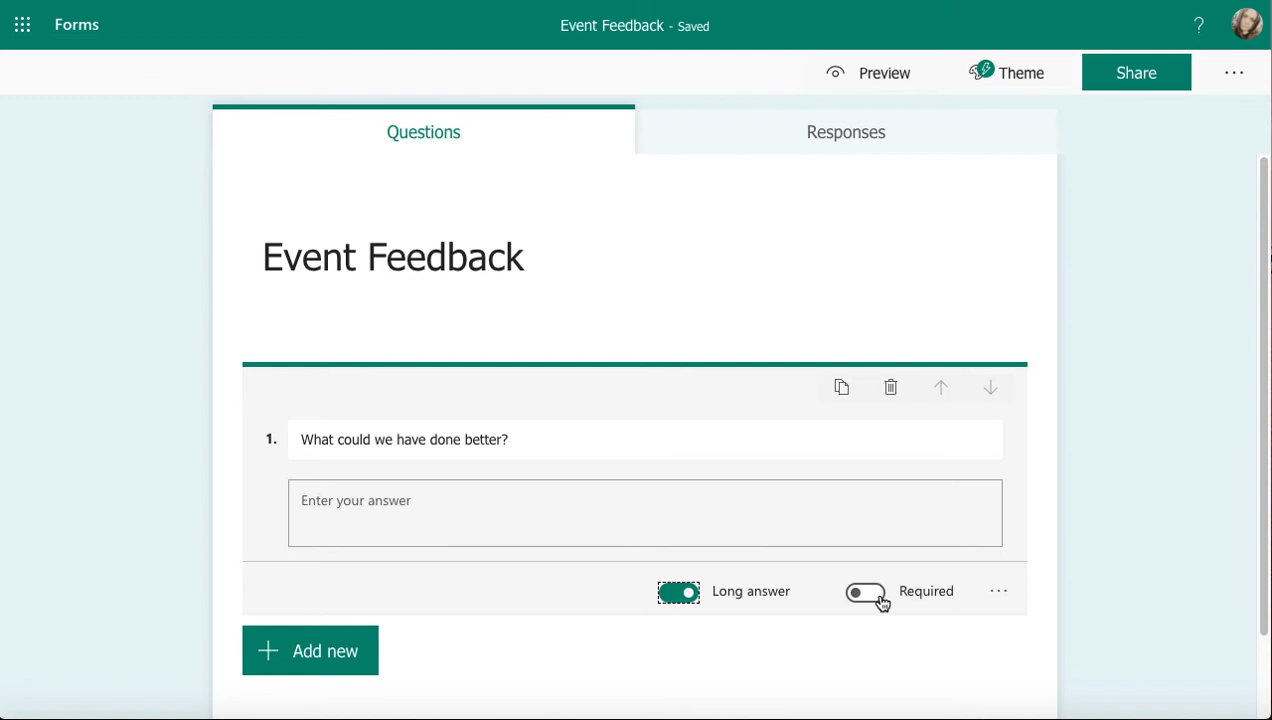 Forms
Event Feedback - Saved
?
Preview
Theme
Share
...
Questions
Responses
Event Feedback
1.
What could we have done better?
Enter your answer
Long answer
Required
...
Add new